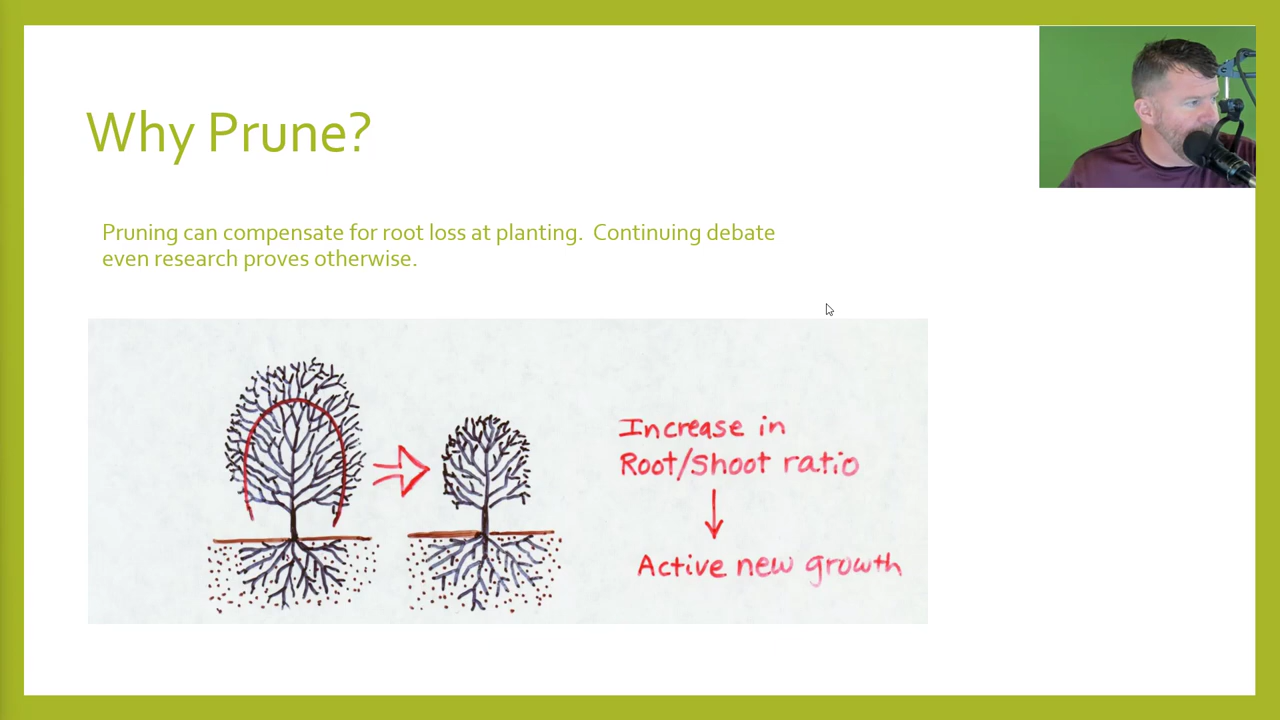 Why Prune?
Pruning can compensate for root loss at planting.  Continuing debate
even research proves otherwise.
Increase in
Root/Shoot ratio
Active new growth